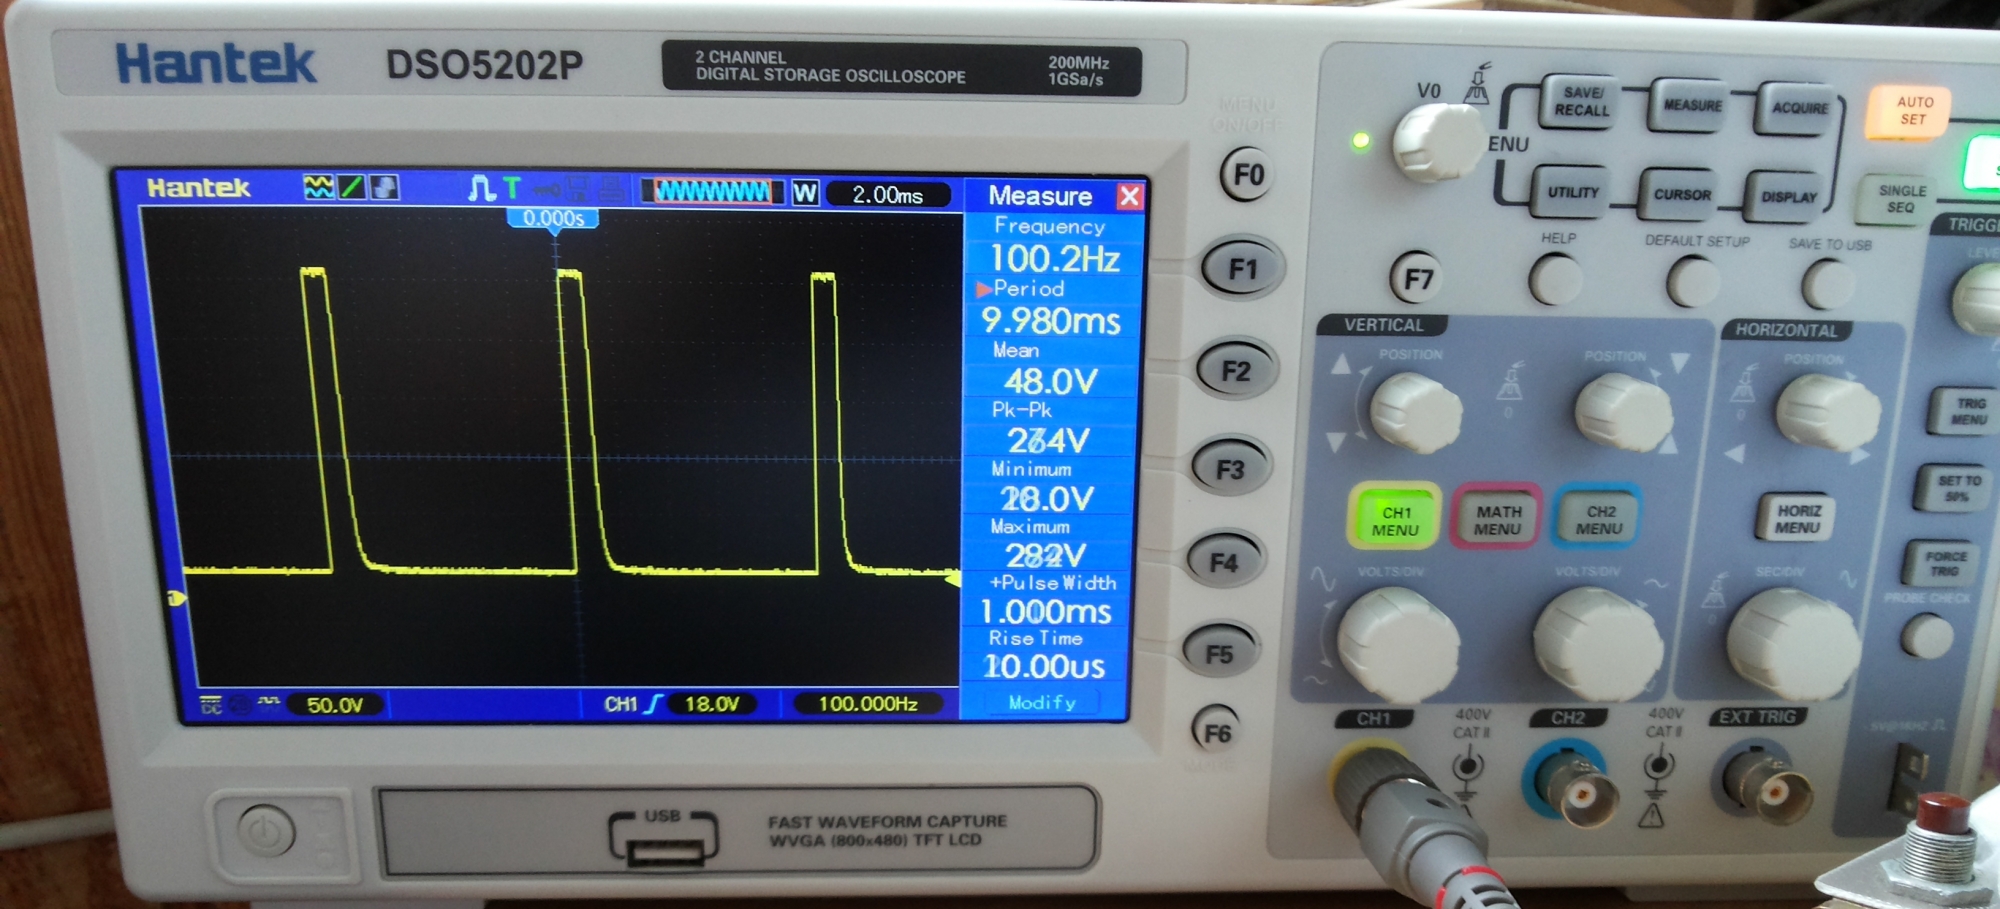 Hantek DSO5202P
2 CHANNEL 200MHz
DIGITAL STORAGE OSCILLOSCOPE 1GSa/s
MENU
ON/OFF
Hantek T W 2.00ms
0.000s
Measure X
Frequency
100.2Hz
Period
9.980ms
Mean
48.0V
Pk-Pk
Minimum
Maximum
+Pulse Width
1.000ms
Rise Time
10.00us
Modify
DC 50.0V CH1 18.0V 100.000Hz
F0
F1
F2
F3
F4
F5
F6
V0
ENU
SAVE/
RECALL
MEASURE
ACQUIRE
AUTO
SET
UTILITY
CURSOR
DISPLAY
SINGLE
SEQ
F7
HELP
DEFAULT SETUP
SAVE TO USB
VERTICAL
HORIZONTAL
POSITION
POSITION
POSITION
0
0
TRIG
MENU
CH1
MENU
MATH
MENU
CH2
MENU
HORIZ
MENU
SET TO
50%
VOLTS/DIV
VOLTS/DIV
SEC/DIV
FORCE
TRIG
PROBE CHECK
CH1
400V
CAT II
CH2
400V
CAT II
EXT TRIG
USB
FAST WAVEFORM CAPTURE
WVGA (800x480) TFT LCD